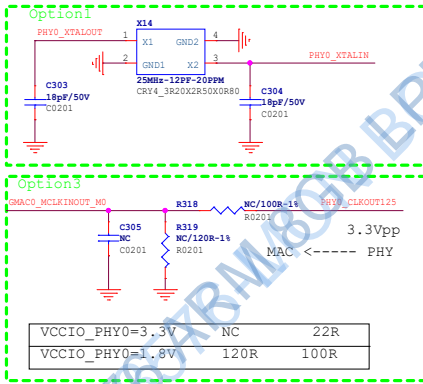 Option1
X14
PHY0_XTALOUT
1 X1 GND2 4
PHY0_XTALIN
2 GND1 X2 3
C303
18pF/50V
C0201
25MHz-12PF-20PPM
CRY4_3R20X2R50X0R80
C304
18pF/50V
C0201
Option3
GMAC0_MCLKINOUT_M0
R318 NC/100R-1%
R0201
PHY0_CLKOUT125
C305
NC
C0201
R319
NC/120R-1%
R0201
3.3Vpp
MAC <----- PHY
VCCIO_PHY0=3.3V NC 22R
VCCIO_PHY0=1.8V 120R 100R